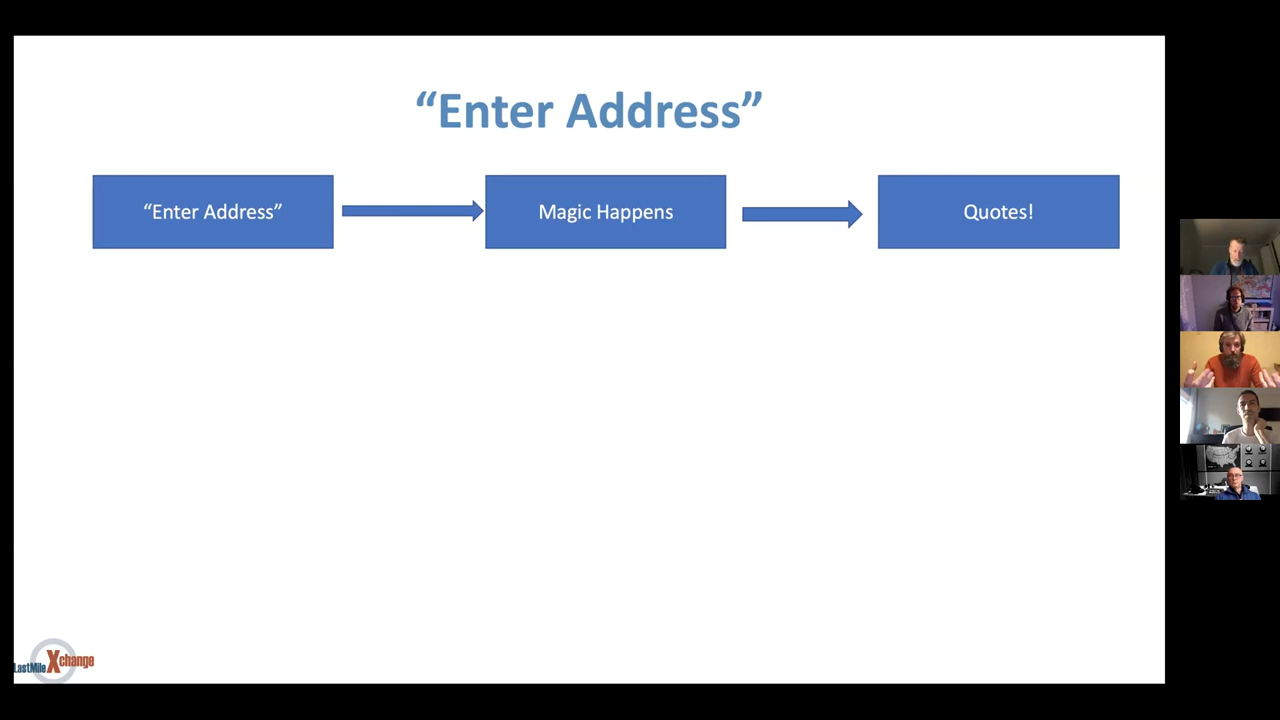 “Enter Address”
“Enter Address”
Magic Happens
Quotes!
LastMile Xchange